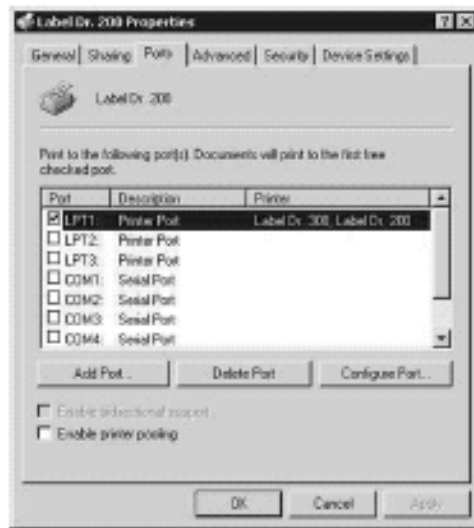 Label Dr. 200 Properties
General Sharing Ports Advanced Security Device Settings
Label Dr. 200
Print to the following port(s). Documents will print to the first free
checked port.
Port Description Printer
LPT1: Printer Port Label Dr. 300, Label Dr. 200
LPT2: Printer Port
LPT3: Printer Port
COM1: Serial Port
COM2: Serial Port
COM3: Serial Port
COM4: Serial Port
Add Port... Delete Port Configure Port...
Enable bidirectional support
Enable printer pooling
OK Cancel Apply